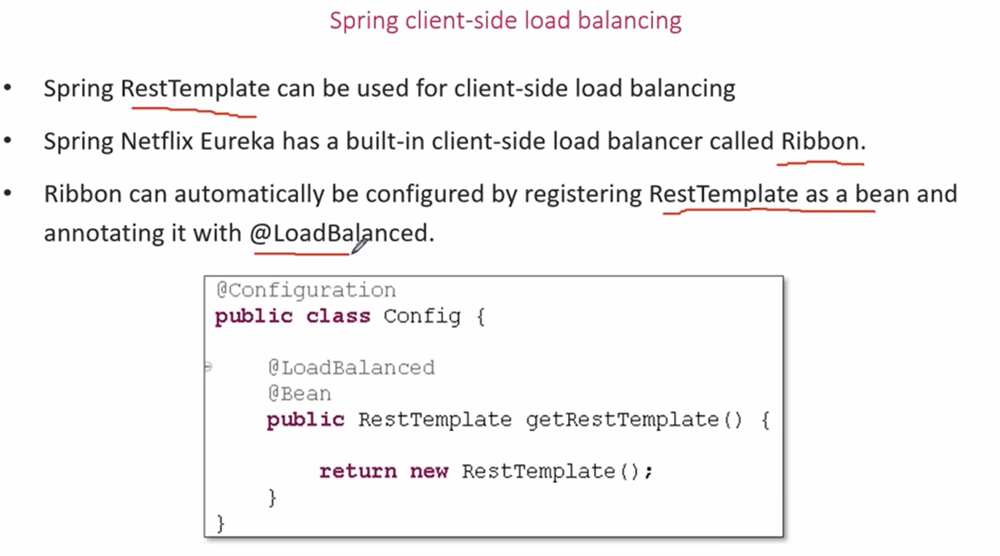 Spring client-side load balancing
• Spring RestTemplate can be used for client-side load balancing
• Spring Netflix Eureka has a built-in client-side load balancer called Ribbon.
• Ribbon can automatically be configured by registering RestTemplate as a bean and
annotating it with @LoadBalanced.
@Configuration
public class Config {
@LoadBalanced
@Bean
public RestTemplate getRestTemplate() {
return new RestTemplate();
}
}